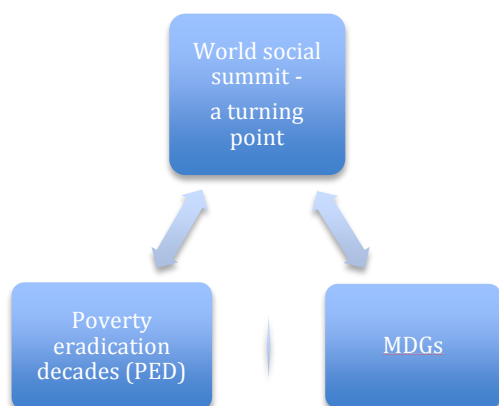 World social
summit -
a turning
point
Poverty
eradication
decades (PED)
MDGs